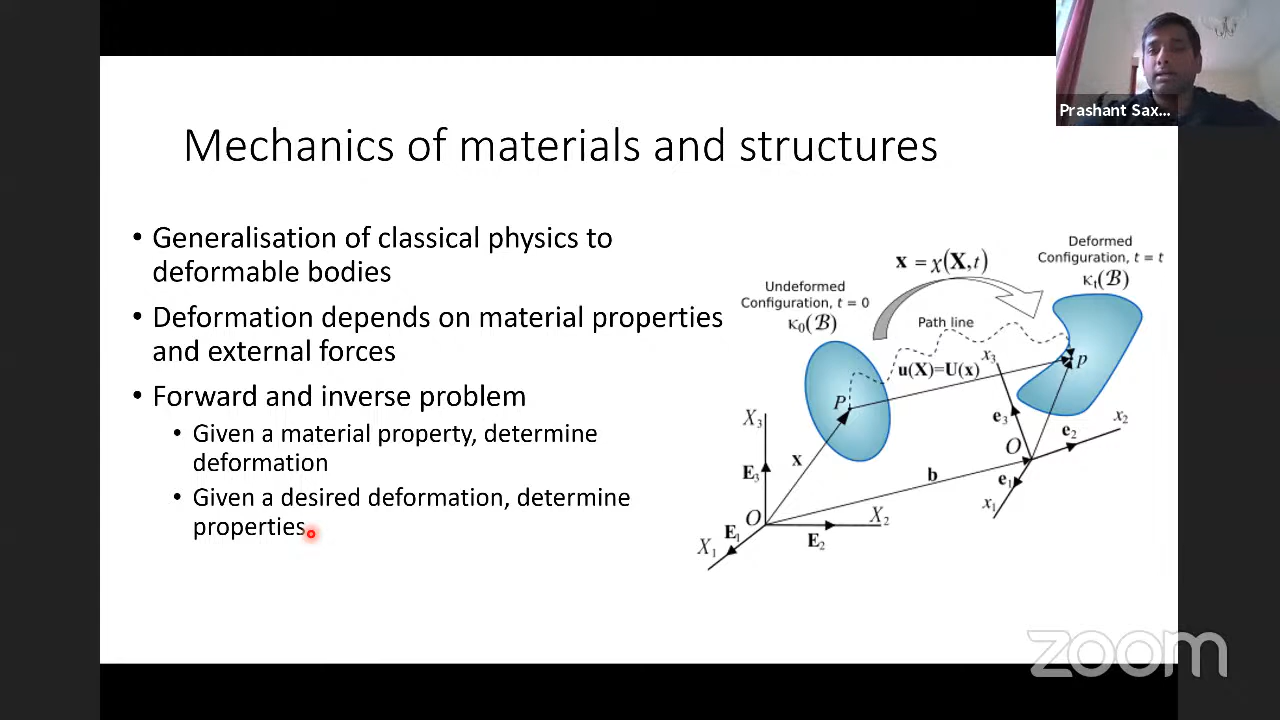 Prashant Sax...
Mechanics of materials and structures
• Generalisation of classical physics to
deformable bodies
• Deformation depends on material properties
and external forces
• Forward and inverse problem
• Given a material property, determine
deformation
• Given a desired deformation, determine
properties
Deformed
Configuration, t = t
κt(ℬ)
x = χ(X,t)
Undeformed
Configuration, t = 0
κ0(ℬ)
Path line
u(X)=U(x)
x3
p
P
X3
e3
x2
e2
O
x
E3
b
e1
x1
O
X2
E1
E2
X1
zoom